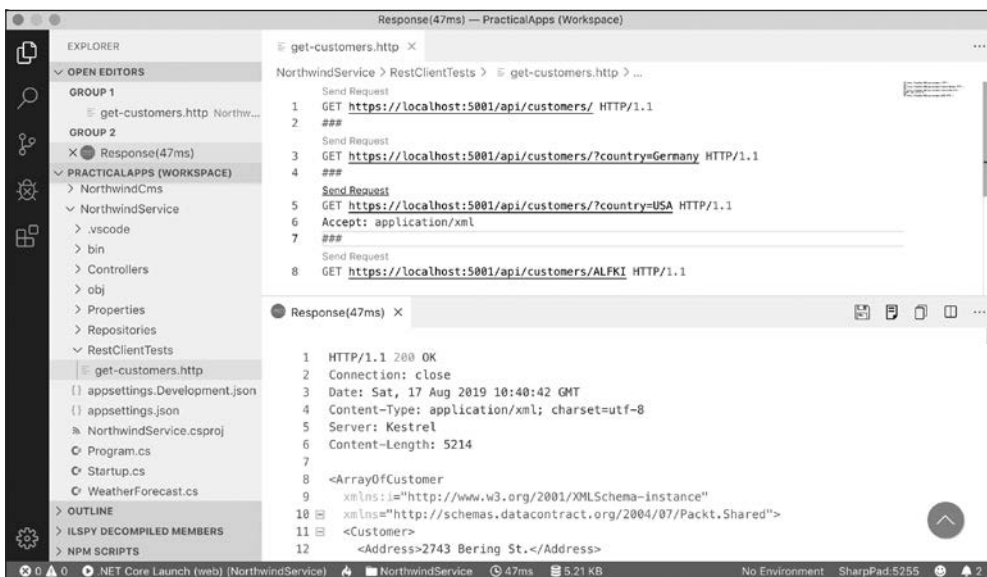 Response(47ms) — PracticalApps (Workspace)
EXPLORER
OPEN EDITORS
GROUP 1
get-customers.http Northw...
GROUP 2
Response(47ms)
PRACTICALAPPS (WORKSPACE)
NorthwindCms
NorthwindService
.vscode
bin
Controllers
obj
Properties
Repositories
RestClientTests
get-customers.http
appsettings.Development.json
appsettings.json
NorthwindService.csproj
Program.cs
Startup.cs
WeatherForecast.cs
OUTLINE
ILSPY DECOMPILED MEMBERS
NPM SCRIPTS
get-customers.http
NorthwindService > RestClientTests > get-customers.http > ...
Send Request
1 GET https://localhost:5001/api/customers/ HTTP/1.1
2 ###
Send Request
3 GET https://localhost:5001/api/customers/?country=Germany HTTP/1.1
4 ###
Send Request
5 GET https://localhost:5001/api/customers/?country=USA HTTP/1.1
6 Accept: application/xml
7 ###
Send Request
8 GET https://localhost:5001/api/customers/ALFKI HTTP/1.1
Response(47ms)
1 HTTP/1.1 200 OK
2 Connection: close
3 Date: Sat, 17 Aug 2019 10:40:42 GMT
4 Content-Type: application/xml; charset=utf-8
5 Server: Kestrel
6 Content-Length: 5214
7
8 <ArrayOfCustomer
9 xmlns:i="http://www.w3.org/2001/XMLSchema-instance"
10 xmlns="http://schemas.datacontract.org/2004/07/Packt.Shared">
11 <Customer>
12 <Address>2743 Bering St.</Address>
0 0 .NET Core Launch (web) (NorthwindService) NorthwindService 47ms 5.21 KB No Environment SharpPad:5255 2